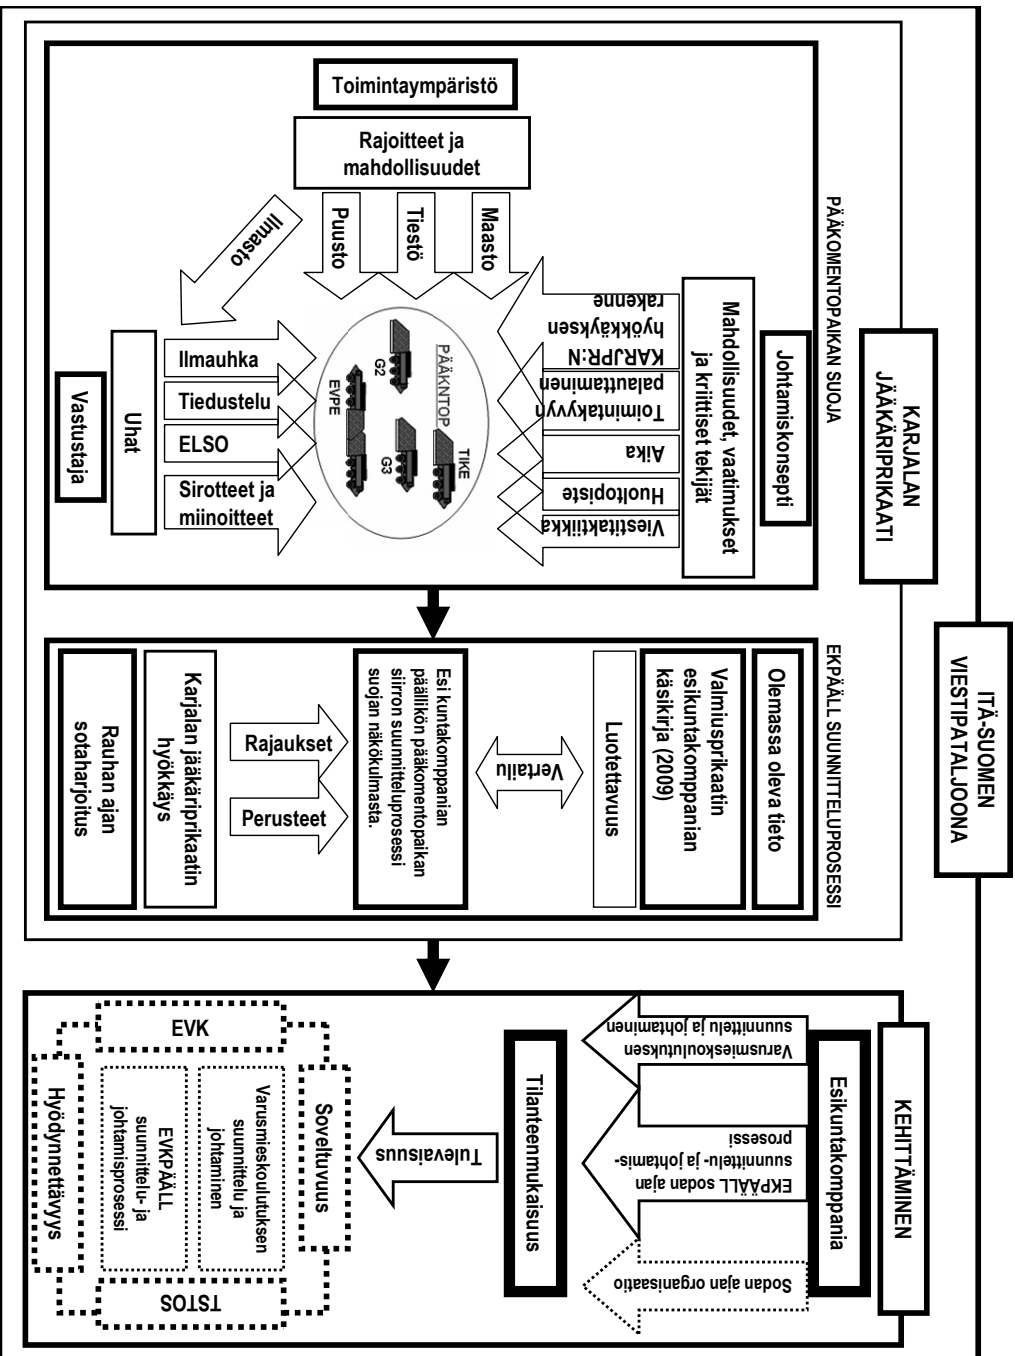 ITÄ-SUOMEN
VIESTIPATALJOONA
KARJALAN
JÄÄKÄRIPRIKAATI
PÄÄKOMENTOPAIKAN SUOJA
Toimintaympäristö
Rajoitteet ja
mahdollisuudet
Ilmasto
Puusto
Tiestö
Maasto
Johtamiskonsepti
Mahdollisuudet, vaatimukset
ja kriittiset tekijät
KARJPR:N
hyökkäyksen
rakenne
Toimintakyvyn
palauttaminen
Aika
Huoltopiste
Viestitaktiikka
Vastustaja
Uhat
Ilmauhka
Tiedustelu
ELSO
Sirotteet ja
miinoitteet
PÄÄKNTOP
G2
EVPE
G3
TIKE
EKPÄÄLL SUUNNITTELUPROSESSI
Olemassa oleva tieto
Valmiusprikaatin
esikuntakomppanian
käsikirja (2009)
Luotettavuus
Vertailu
Esi kuntakomppanian
päällikön pääkomentopaikan
siirron suunnitteluprosessi
suojan näkökulmasta.
Rajaukset
Perusteet
Karjalan jääkäriprikaatin
hyökkäys
Rauhan ajan
sotaharjoitus
KEHITTÄMINEN
Esikuntakomppania
Varusmieskoulutuksen
suunnittelu ja johtaminen
EKPÄÄLL sodan ajan
suunnittelu- ja johtamis-
prosessi
Sodan ajan organisaatio
Tilanteenmukaisuus
Tulevaisuus
Soveltuvuus
EVK
TSTOS
Varusmieskoulutuksen
suunnittelu ja
johtaminen
EVKPÄÄLL
suunnittelu- ja
johtamisprosessi
Hyödynnettävyys